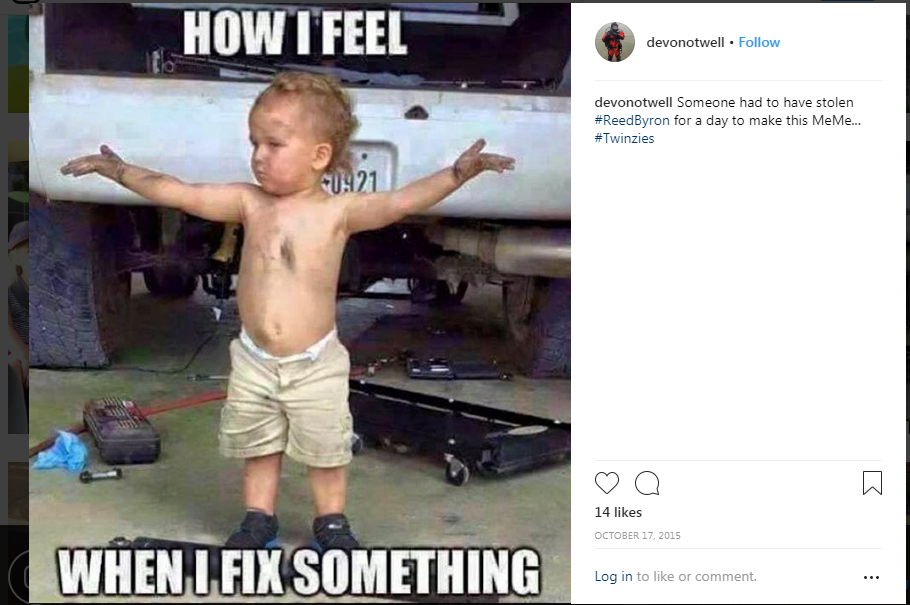 HOW I FEEL
0921
WHEN I FIX SOMETHING
devonotwell • Follow
devonotwell Someone had to have stolen
#ReedByron for a day to make this MeMe...
#Twinzies
14 likes
OCTOBER 17, 2015
Log in to like or comment.